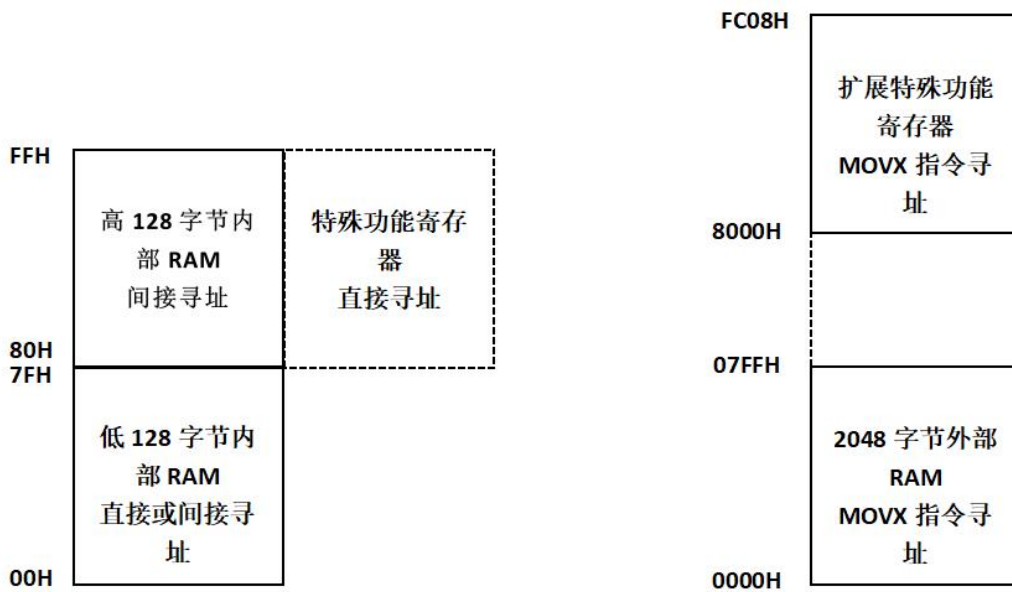 FFH
高 128 字节内
部 RAM
间接寻址
特殊功能寄存
器
直接寻址
80H
7FH
低 128 字节内
部 RAM
直接或间接寻
址
00H
FC08H
扩展特殊功能
寄存器
MOVX 指令寻
址
8000H
07FFH
2048 字节外部
RAM
MOVX 指令寻
址
0000H